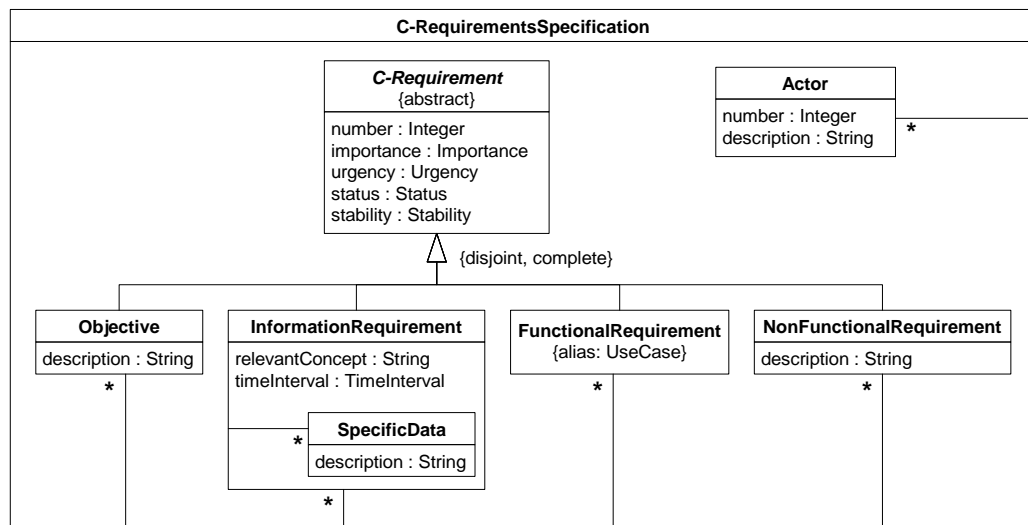 C-RequirementsSpecification
C-Requirement
{abstract}
number : Integer
importance : Importance
urgency : Urgency
status : Status
stability : Stability
Actor
number : Integer
description : String
*
{disjoint, complete}
Objective
description : String
*
InformationRequirement
relevantConcept : String
timeInterval : TimeInterval
*
SpecificData
description : String
*
FunctionalRequirement
{alias: UseCase}
*
NonFunctionalRequirement
description : String
*